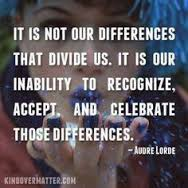 IT IS NOT OUR DIFFERENCES
THAT DIVIDE US. IT IS OUR
INABILITY TO RECOGNIZE,
ACCEPT, AND CELEBRATE
THOSE DIFFERENCES.
- AUDRE LORDE
KINDOVERMATTER.COM